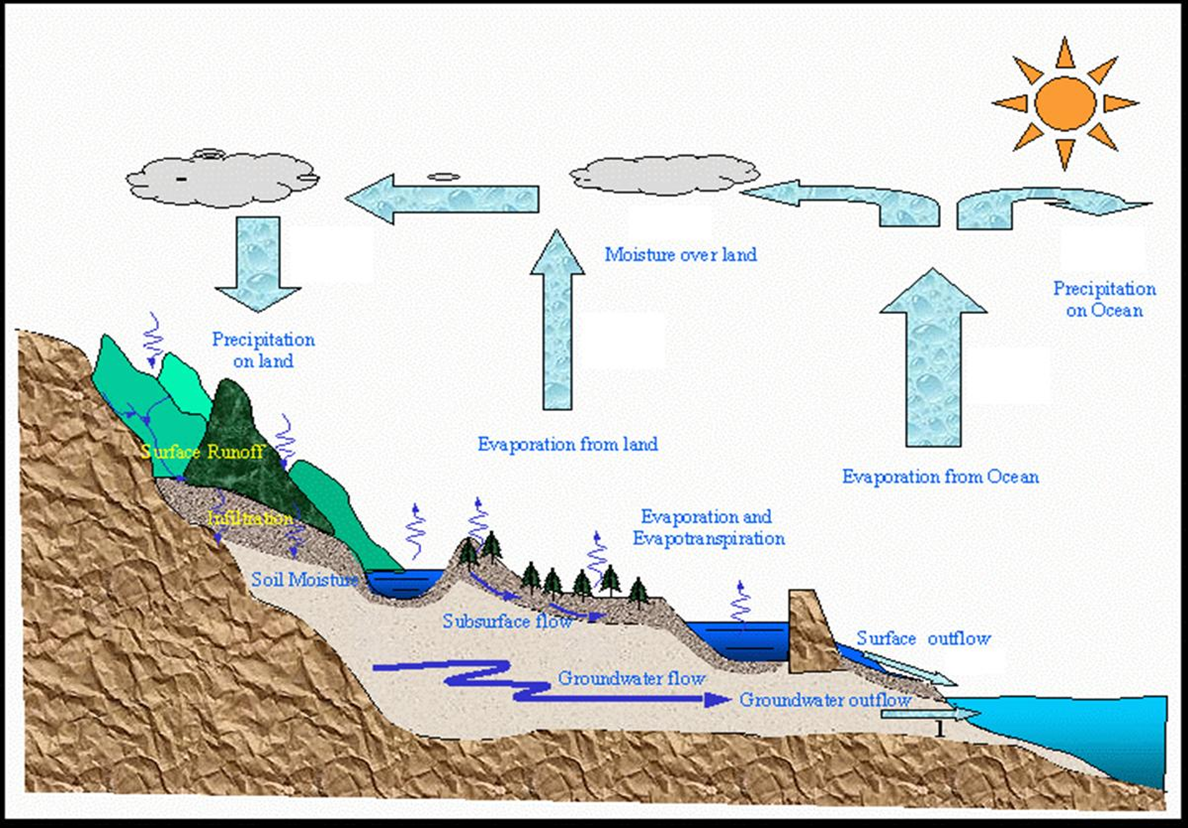 Moisture over land
Precipitation
on Ocean
Precipitation
on land
Surface Runoff
Evaporation from land
Evaporation from Ocean
Infiltration
Evaporation and
Evapotranspiration
Soil Moisture
Subsurface flow
Surface outflow
Groundwater flow
Groundwater outflow
1